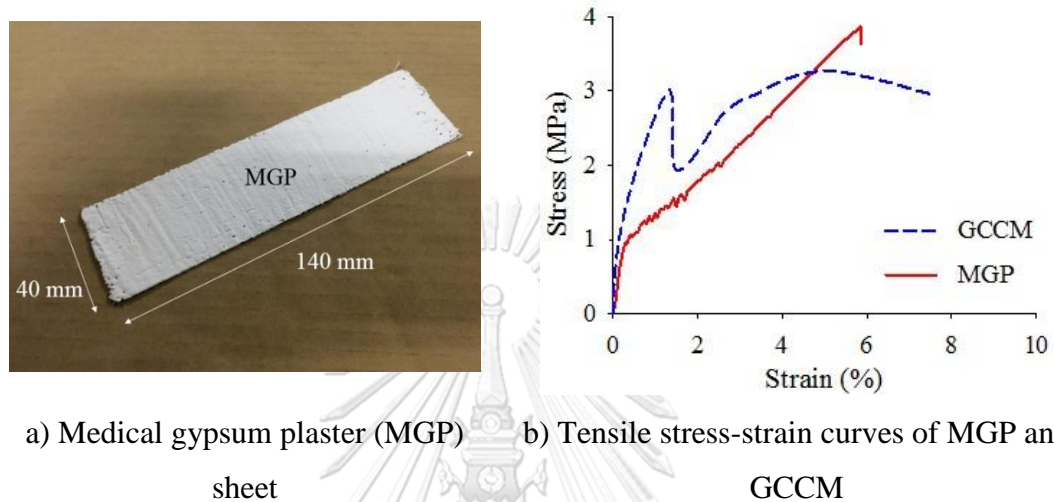 MGP
140 mm
40 mm
4
3
2
1
0
Stress (MPa)
GCCM
MGP
0 2 4 6 8 10
Strain (%)
a) Medical gypsum plaster (MGP) b) Tensile stress-strain curves of MGP an
sheet GCCM